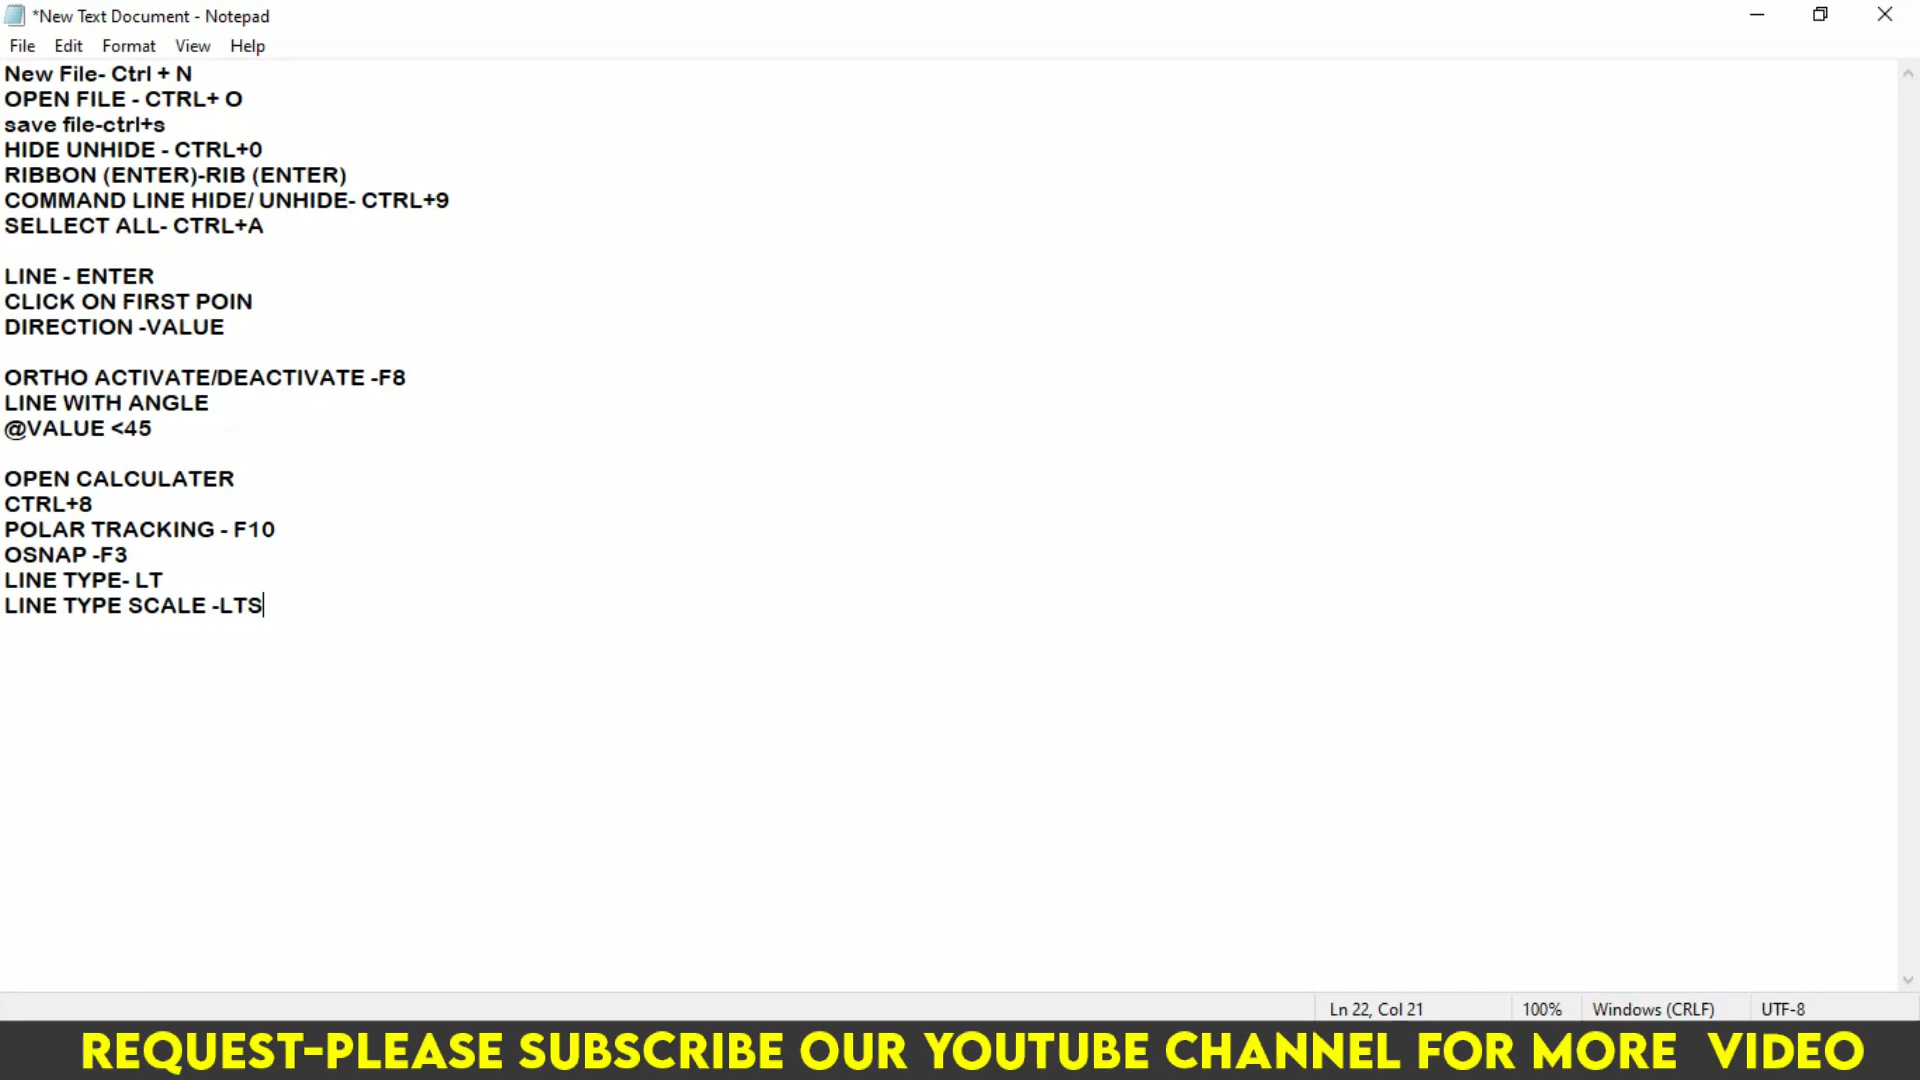 *New Text Document - Notepad
File Edit Format View Help
New File- Ctrl + N
OPEN FILE - CTRL+ O
save file-ctrl+s
HIDE UNHIDE - CTRL+0
RIBBON (ENTER)-RIB (ENTER)
COMMAND LINE HIDE/ UNHIDE- CTRL+9
SELLECT ALL- CTRL+A
LINE - ENTER
CLICK ON FIRST POIN
DIRECTION -VALUE
ORTHO ACTIVATE/DEACTIVATE -F8
LINE WITH ANGLE
@VALUE <45
OPEN CALCULATER
CTRL+8
POLAR TRACKING - F10
OSNAP -F3
LINE TYPE- LT
LINE TYPE SCALE -LTS
Ln 22, Col 21 100% Windows (CRLF) UTF-8
REQUEST-PLEASE SUBSCRIBE OUR YOUTUBE CHANNEL FOR MORE VIDEO